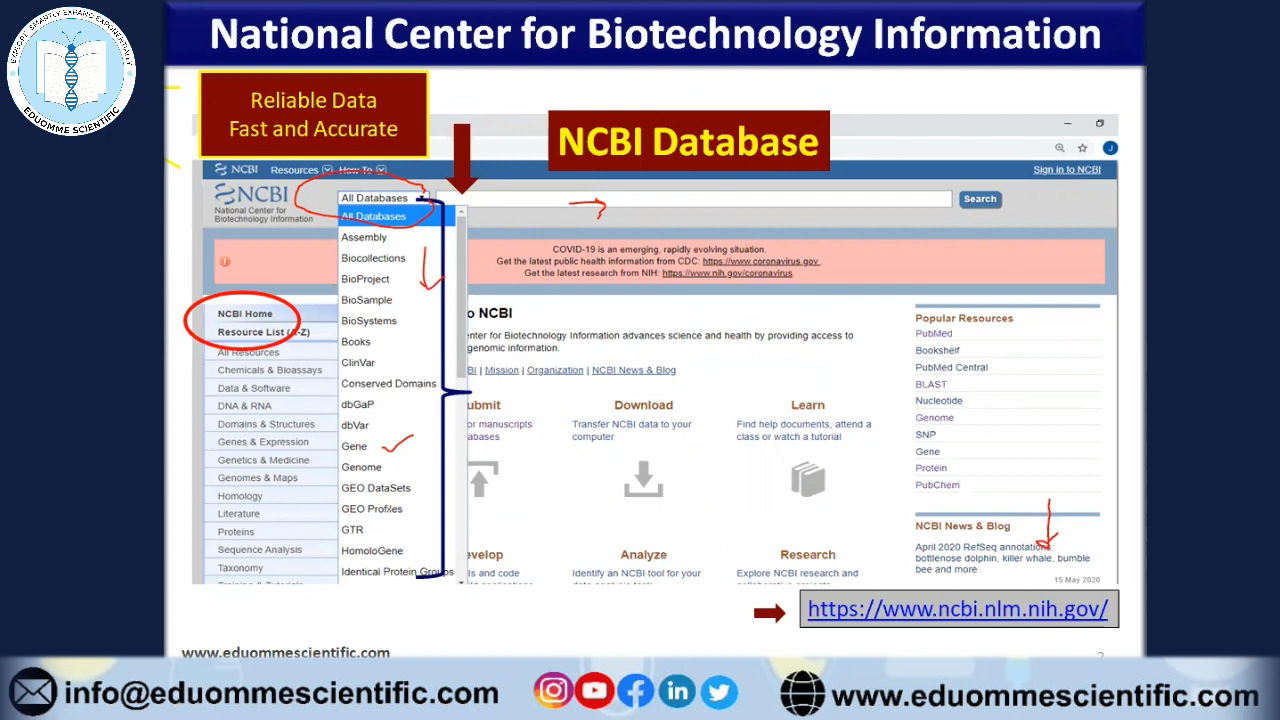 National Center for Biotechnology Information
EDUOMME SCIENTIFIC
Reliable Data
Fast and Accurate
NCBI Database
NCBI Resources How To
Sign in to NCBI
NCBI
National Center for
Biotechnology Information
All Databases
Search
All Databases
Assembly
Biocollections
BioProject
BioSample
BioSystems
Books
ClinVar
Conserved Domains
dbGaP
dbVar
Gene
Genome
GEO DataSets
GEO Profiles
GTR
HomoloGene
Identical Protein Groups
COVID-19 is an emerging, rapidly evolving situation.
Get the latest public health information from CDC: https://www.coronavirus.gov .
Get the latest research from NIH: https://www.nih.gov/coronavirus.
NCBI Home
Resource List (A-Z)
All Resources
Chemicals & Bioassays
Data & Software
DNA & RNA
Domains & Structures
Genes & Expression
Genetics & Medicine
Genomes & Maps
Homology
Literature
Proteins
Sequence Analysis
Taxonomy
Training & Tutorials
o NCBI
enter for Biotechnology Information advances science and health by providing access to
genomic information.
BI | Mission | Organization | NCBI News & Blog
ubmit
or manuscripts
abases
Download
Transfer NCBI data to your
computer
Learn
Find help documents, attend a
class or watch a tutorial
evelop
Is and code
Analyze
Identify an NCBI tool for your
Research
Explore NCBI research and
Popular Resources
PubMed
Bookshelf
PubMed Central
BLAST
Nucleotide
Genome
SNP
Gene
Protein
PubChem
NCBI News & Blog
April 2020 RefSeq annotations:
bottlenose dolphin, killer whale, bumble
bee and more
15 May 2020
https://www.ncbi.nlm.nih.gov/
www.eduommescientific.com
info@eduommescientific.com
www.eduommescientific.com